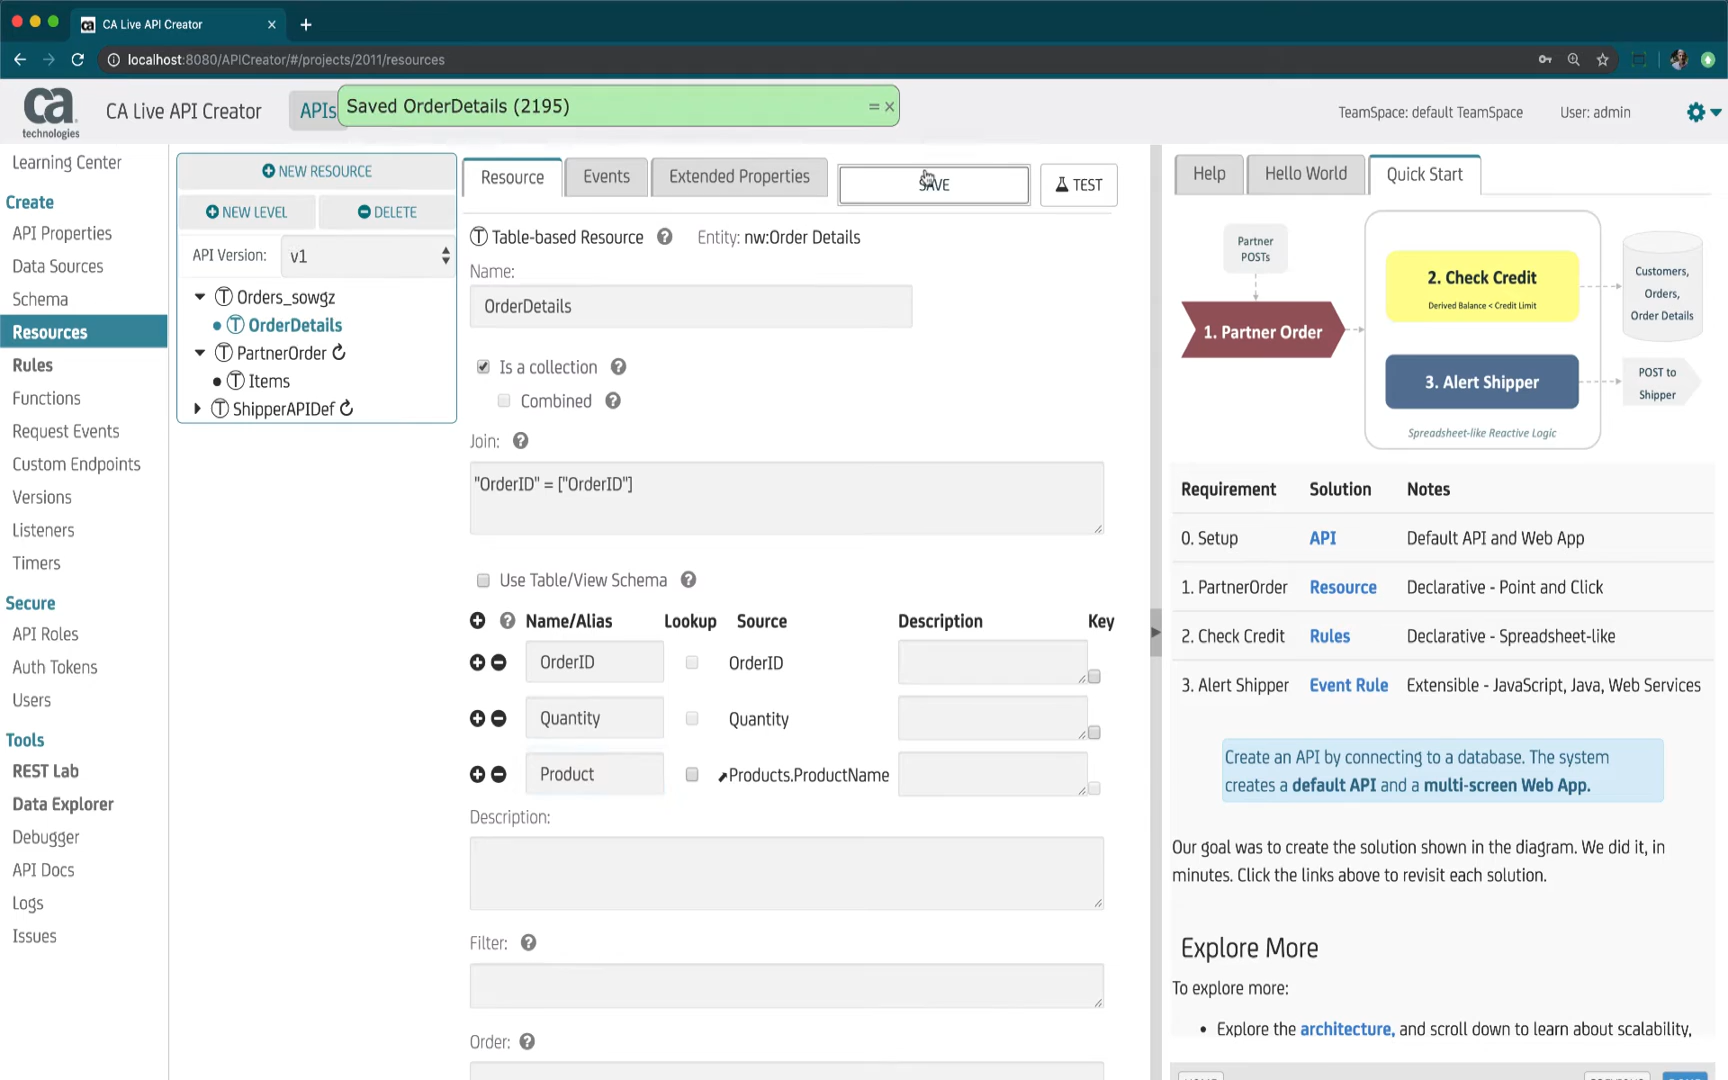 CA Live API Creator
localhost:8080/APICreator/#/projects/2011/resources
ca
technologies
CA Live API Creator
APIs
Saved OrderDetails (2195)
TeamSpace: default TeamSpace
User: admin
Learning Center
Create
API Properties
Data Sources
Schema
Resources
Rules
Functions
Request Events
Custom Endpoints
Versions
Listeners
Timers
Secure
API Roles
Auth Tokens
Users
Tools
REST Lab
Data Explorer
Debugger
API Docs
Logs
Issues
NEW RESOURCE
NEW LEVEL
DELETE
API Version:
v1
Orders_sowgz
OrderDetails
PartnerOrder
Items
ShipperAPIDef
Resource
Events
Extended Properties
SAVE
TEST
Table-based Resource
Entity: nw:Order Details
Name:
OrderDetails
Is a collection
Combined
Join:
"OrderID" = ["OrderID"]
Use Table/View Schema
Name/Alias Lookup Source Description Key
OrderID OrderID
Quantity Quantity
Product Products.ProductName
Description:
Filter:
Order:
Help
Hello World
Quick Start
Partner
POSTs
1. Partner Order
2. Check Credit
Derived Balance < Credit Limit
3. Alert Shipper
Spreadsheet-like Reactive Logic
Customers,
Orders,
Order Details
POST to
Shipper
Requirement Solution Notes
0. Setup API Default API and Web App
1. PartnerOrder Resource Declarative - Point and Click
2. Check Credit Rules Declarative - Spreadsheet-like
3. Alert Shipper Event Rule Extensible - JavaScript, Java, Web Services
Create an API by connecting to a database. The system
creates a default API and a multi-screen Web App.
Our goal was to create the solution shown in the diagram. We did it, in
minutes. Click the links above to revisit each solution.
Explore More
To explore more:
• Explore the architecture, and scroll down to learn about scalability,